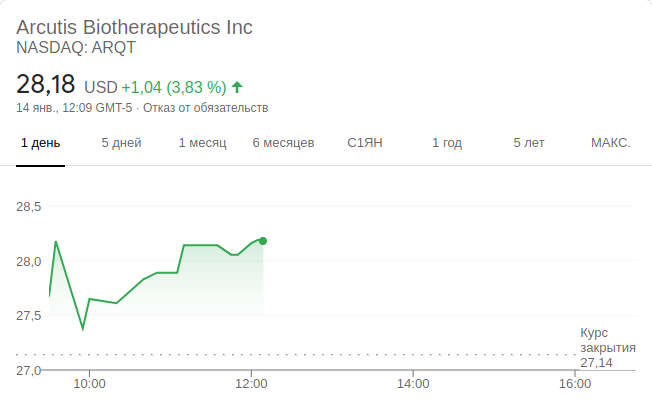 Arcutis Biotherapeutics Inc
NASDAQ: ARQT
28,18 USD +1,04 (3,83 %)
14 янв., 12:09 GMT-5 · Отказ от обязательств
1 день 5 дней 1 месяц 6 месяцев С1ЯН 1 год 5 лет МАКС.
28,5
28,0
27,5
Курс
закрытия
27,14
27,0
10:00 12:00 14:00 16:00